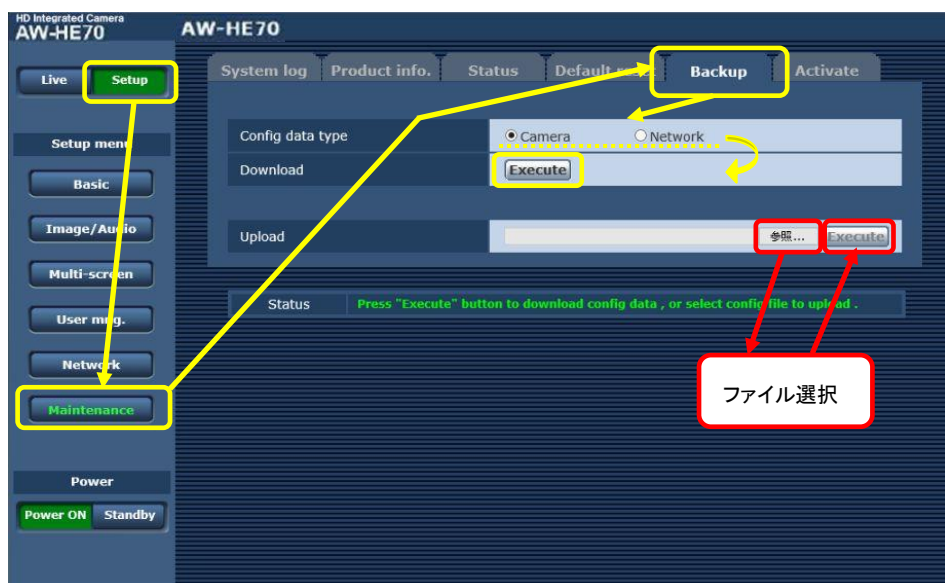 HD Integrated Camera
AW-HE70
AW-HE70
Live Setup
Setup menu
Basic
Image/Audio
Multi-screen
User mng.
Network
Maintenance
Power
Power ON Standby
System log Product info. Status Default reset Backup Activate
Config data type Camera Network
Download Execute
Upload 参照... Execute
Status Press "Execute" button to download config data , or select config file to upload .
ファイル選択